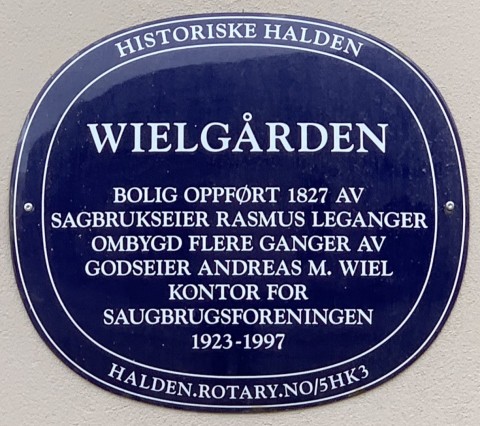 HISTORISKE HALDEN
WIELGÅRDEN
BOLIG OPPFØRT 1827 AV
SAGBRUKSEIER RASMUS LEGANGER
OMBYGD FLERE GANGER AV
GODSEIER ANDREAS M. WIEL
KONTOR FOR
SAUGBRUGSFORENINGEN
1923-1997
HALDEN.ROTARY.NO/5HK3